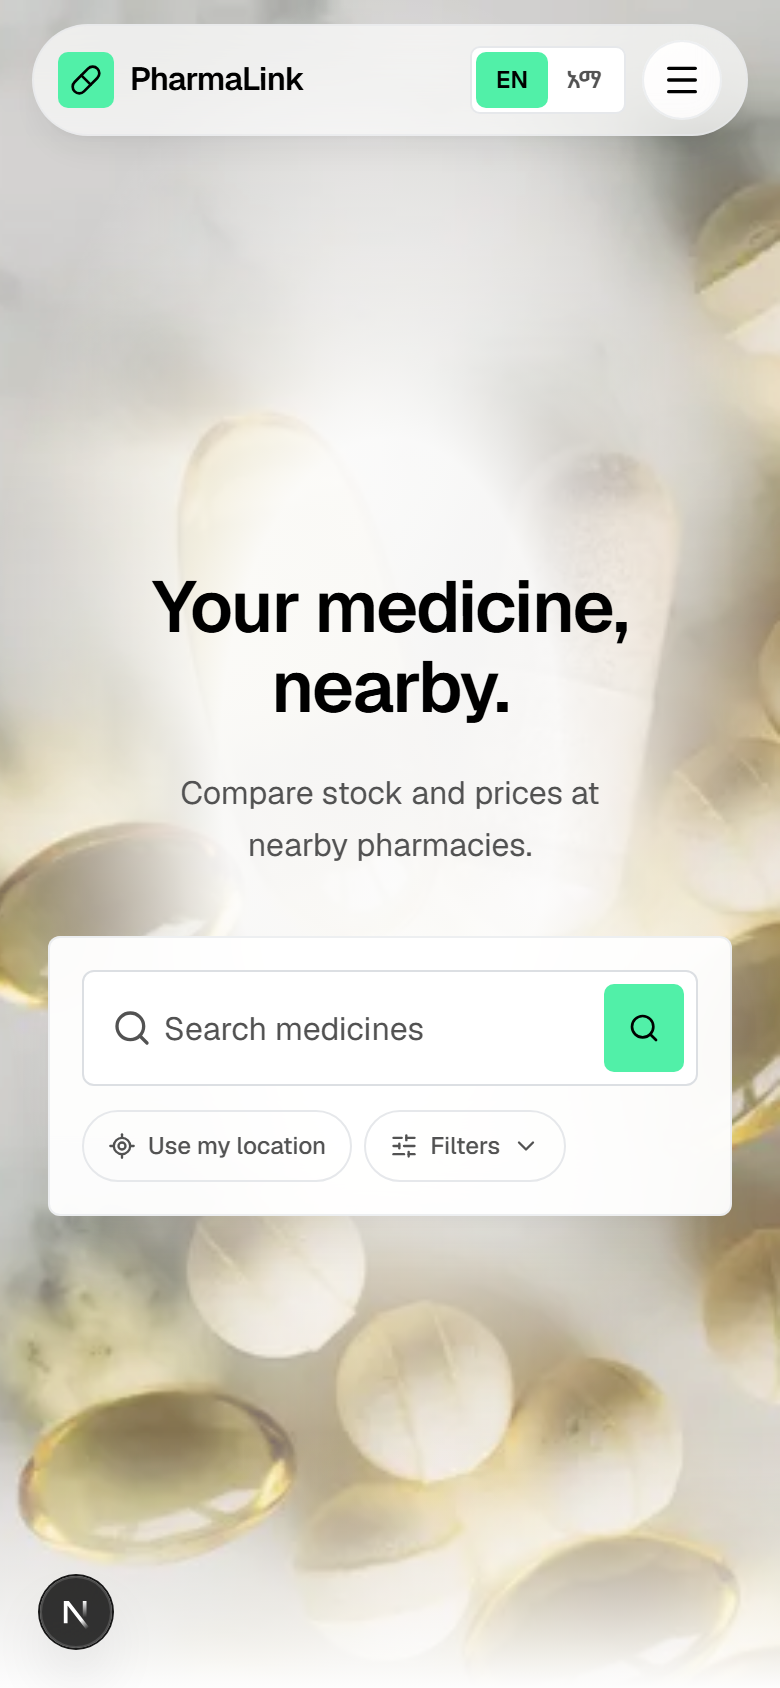 PharmaLink
EN
አማ
Your medicine,
nearby.
Compare stock and prices at
nearby pharmacies.
Search medicines
Use my location
Filters
N